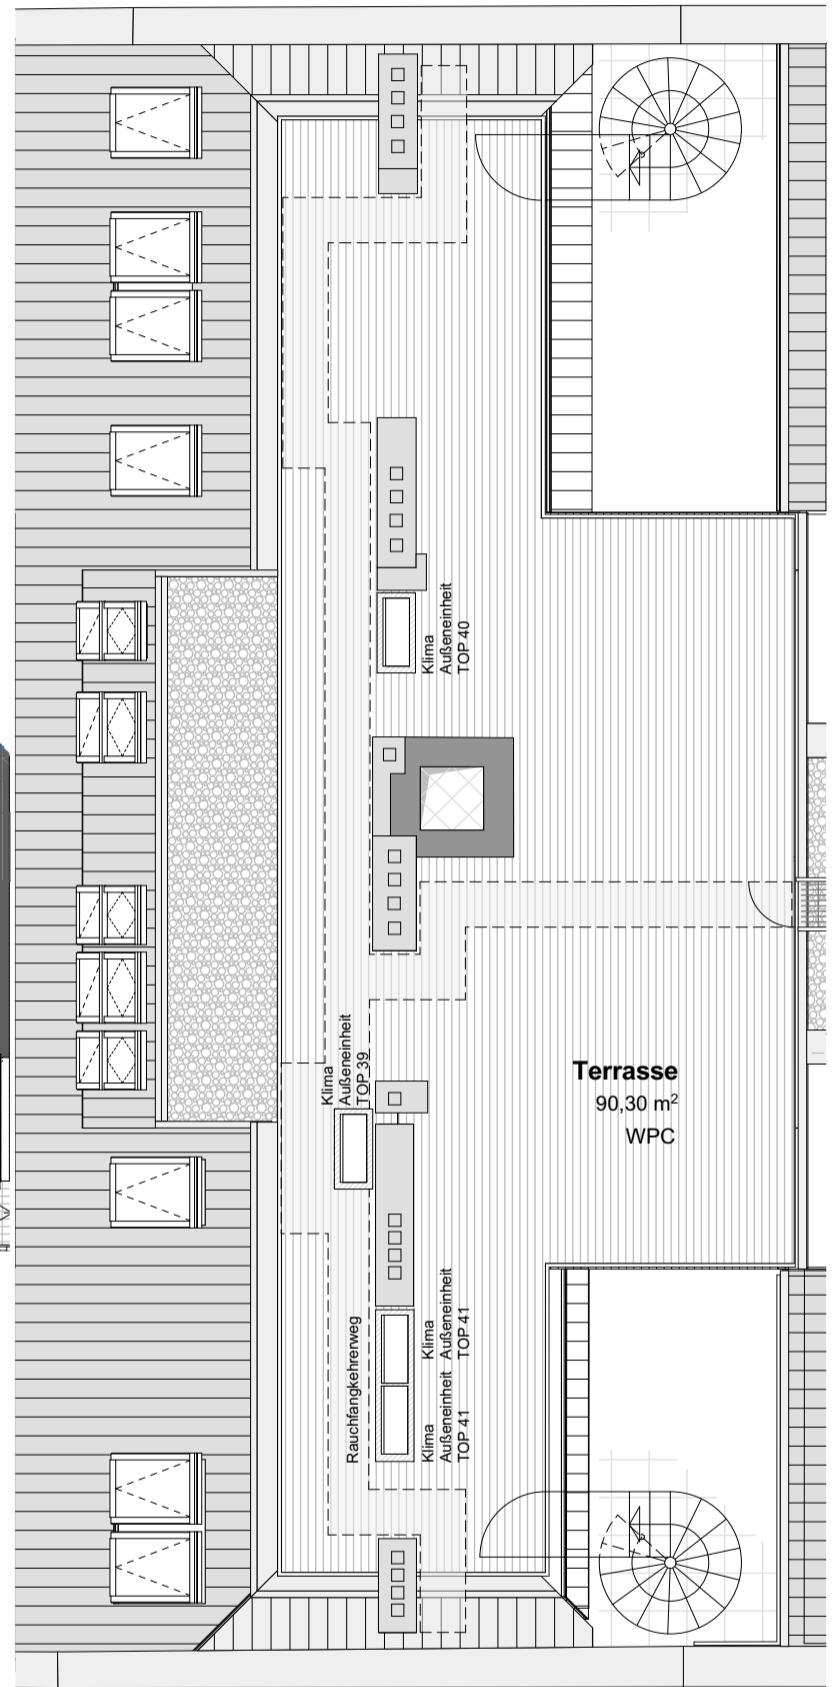 Klima
Außeneinheit
TOP 40
Klima
Außeneinheit
TOP 39
Terrasse
90,30 m²
WPC
Rauchfangkehrerweg
Klima
Außeneinheit
TOP 41
Klima
Außeneinheit
TOP 41